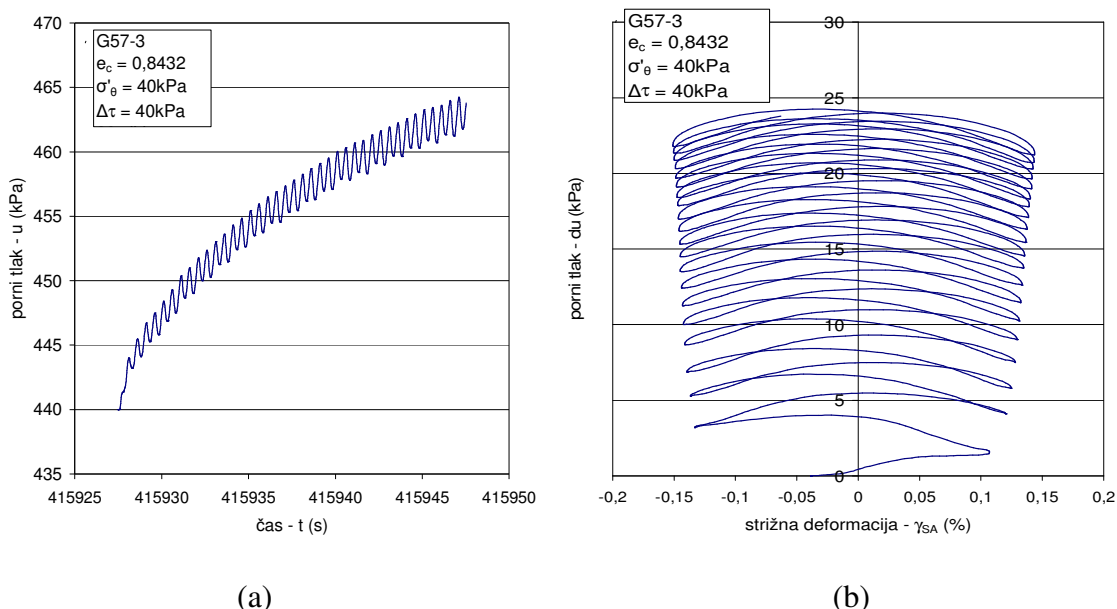 G57-3
e_c = 0,8432
σ'_θ = 40kPa
Δτ = 40kPa
porni tlak - u (kPa)
470
465
460
455
450
445
440
435
415925 415930 415935 415940 415945 415950
čas - t (s)
(a)
G57-3
e_c = 0,8432
σ'_θ = 40kPa
Δτ = 40kPa
porni tlak - du (kPa)
30
25
20
15
10
5
0
-0,2 -0,15 -0,1 -0,05 0 0,05 0,1 0,15 0,2
strižna deformacija - γ_SA (%)
(b)